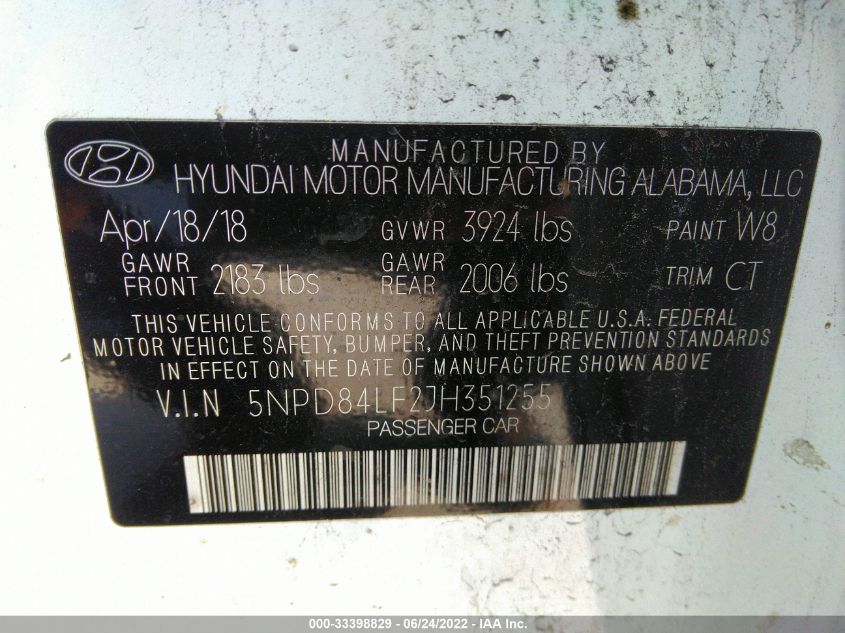 MANUFACTURED BY
HYUNDAI MOTOR MANUFACTURING ALABAMA, LLC
Apr/18/18 GVWR 3924 lbs PAINT W8
GAWR FRONT 2183 lbs GAWR REAR 2006 lbs TRIM CT
THIS VEHICLE CONFORMS TO ALL APPLICABLE U.S.A. FEDERAL
MOTOR VEHICLE SAFETY, BUMPER, AND THEFT PREVENTION STANDARDS
IN EFFECT ON THE DATE OF MANUFACTURE SHOWN ABOVE
V.I.N 5NPD84LF2JH351255
PASSENGER CAR
000-33398829 - 06/24/2022 - IAA Inc.